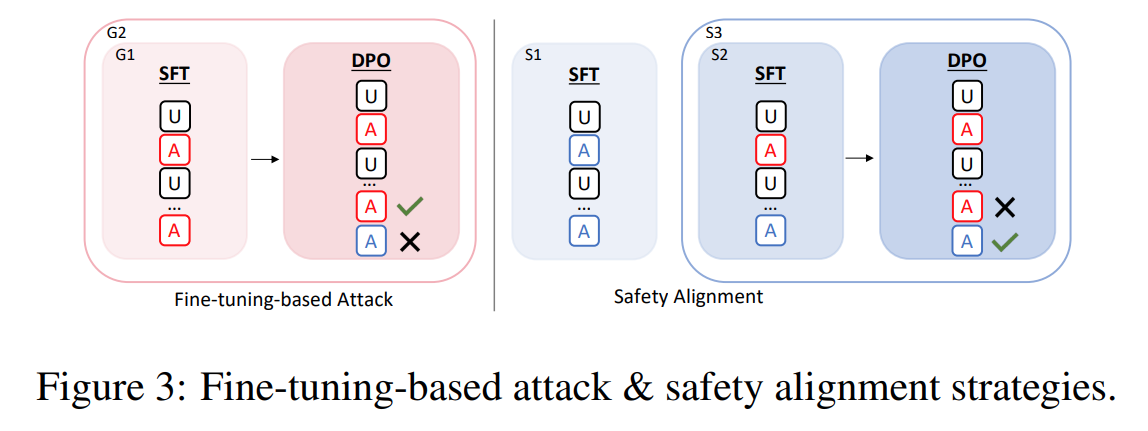 G2
G1
SFT
U
A
U
...
A
DPO
U
A
U
...
A
A
Fine-tuning-based Attack
S1
SFT
U
A
U
...
A
S3
S2
SFT
U
A
U
...
A
DPO
U
A
U
...
A
A
Safety Alignment
Figure 3: Fine-tuning-based attack & safety alignment strategies.